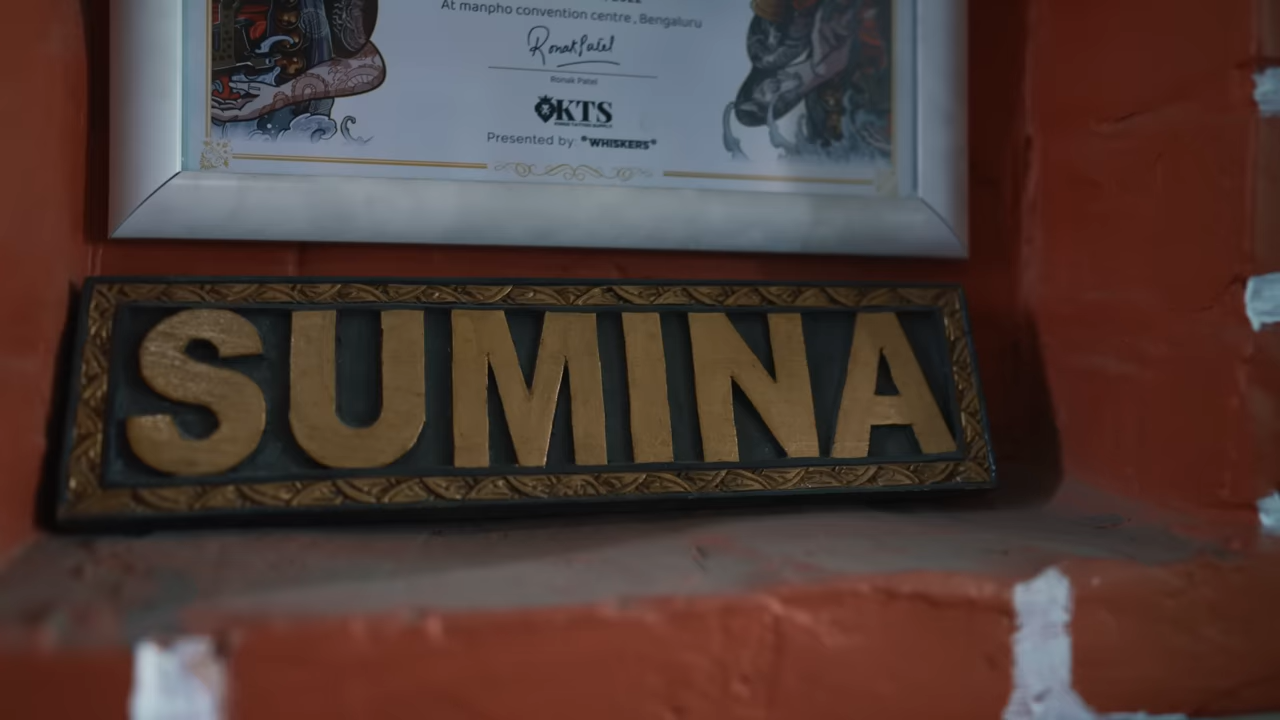 At manpho convention centre, Bengaluru
Ronak Patel
Ronak Patel
KTS
Presented by: "WHISKERS"
SUMINA